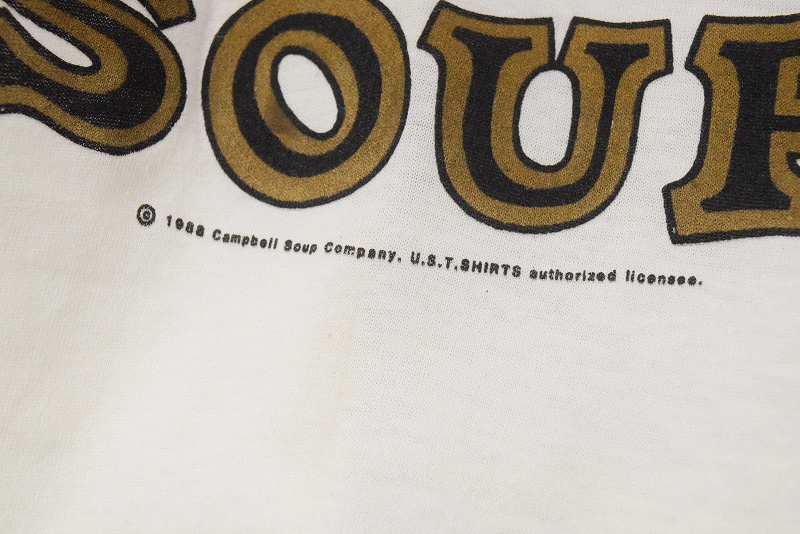 SOUP
© 1988 Campbell Soup Company. U.S.T.SHIRTS authorized licensee.